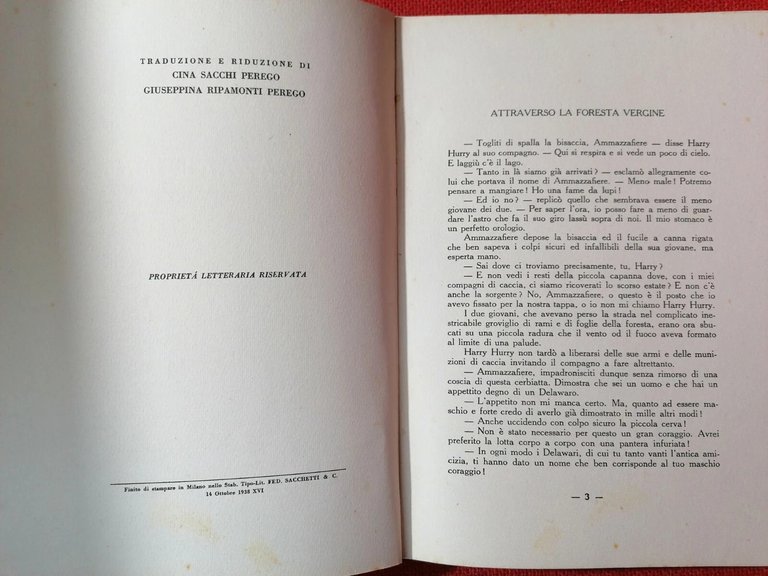 TRADUZIONE E RIDUZIONE DI
CINA SACCHI PEREGO
GIUSEPPINA RIPAMONTI PEREGO
PROPRIETÁ LETTERARIA RISERVATA
Finito di stampare in Milano nello Stab. Tipo-Lit. FED. SACCHETTI & C.
14 Ottobre 1938 XVI
ATTRAVERSO LA FORESTA VERGINE
— Togliti di spalla la bisaccia, Ammazzafiere — disse Harry
Hurry al suo compagno. — Qui si respira e si vede un poco di cielo.
E laggiù c'è il lago.
— Tanto in là siamo già arrivati? — esclamò allegramente co-
lui che portava il nome di Ammazzafiere. — Meno male! Potremo
pensare a mangiare! Ho una fame da lupi!
— Ed io no? — replicò quello che sembrava essere il meno
giovane dei due. — Per saper l'ora, io posso fare a meno di guar-
dare l'astro che fa il suo giro lassù sopra di noi. Il mio stomaco è
un perfetto orologio.
Ammazzafiere depose la bisaccia ed il fucile a canna rigata
che ben sapeva i colpi sicuri ed infallibili della sua giovane, ma
esperta mano.
— Sai dove ci troviamo precisamente, tu, Harry?
— E non vedi i resti della piccola capanna dove, con i miei
compagni di caccia, ci siamo ricoverati lo scorso estate? E non c'è
anche la sorgente? No, Ammazzafiere, o questo è il posto che io
avevo fissato per la nostra tappa, o io non mi chiamo Harry Hurry.
I due giovani, che avevano perso la strada nel complicato ine-
stricabile groviglio di rami e di foglie della foresta, erano ora sbu-
cati su una piccola radura che il vento od il fuoco aveva formato
al limite di una palude.
Harry Hurry non tardò a liberarsi delle sue armi e delle muni-
zioni di caccia invitando il compagno a fare altrettanto.
— Ammazzafiere, impadronisciti dunque senza rimorso di una
coscia di questa cerbiatta. Dimostra che sei un uomo e che hai un
appetito degno di un Delawaro.
— L'appetito non mi manca certo. Ma, quanto ad essere ma-
schio e forte credo di averlo già dimostrato in mille altri modi!
— Anche uccidendo con colpo sicuro la piccola cerva!
— Non è stato necessario per questo un gran coraggio. Avrei
preferito la lotta corpo a corpo con una pantera infuriata!
— In ogni modo i Delawari, di cui tu tanto vanti l'antica ami-
cizia, ti hanno dato un nome che ben corrisponde al tuo maschio
coraggio!
— 3 —